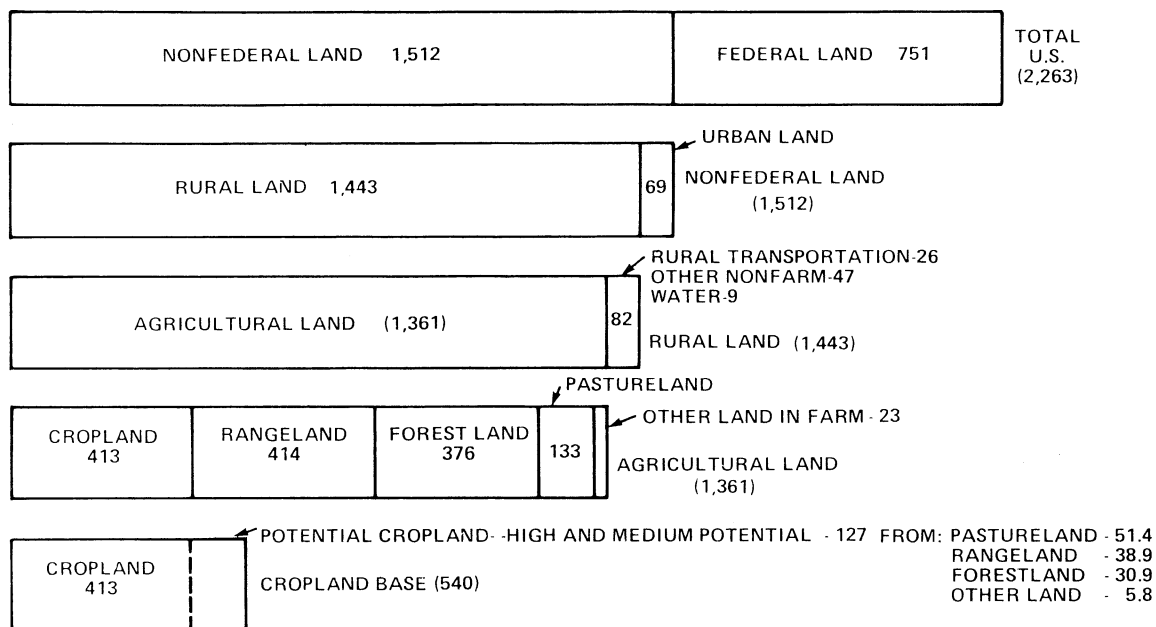 NONFEDERAL LAND 1,512
FEDERAL LAND 751
TOTAL
U.S.
(2,263)
URBAN LAND
RURAL LAND 1,443
69
NONFEDERAL LAND
(1,512)
RURAL TRANSPORTATION-26
OTHER NONFARM-47
WATER-9
AGRICULTURAL LAND (1,361)
82
RURAL LAND (1,443)
PASTURELAND
CROPLAND
413
RANGELAND
414
FOREST LAND
376
133
OTHER LAND IN FARM - 23
AGRICULTURAL LAND
(1,361)
POTENTIAL CROPLAND- -HIGH AND MEDIUM POTENTIAL - 127 FROM: PASTURELAND - 51.4
RANGELAND - 38.9
FORESTLAND - 30.9
OTHER LAND - 5.8
CROPLAND
413
CROPLAND BASE (540)